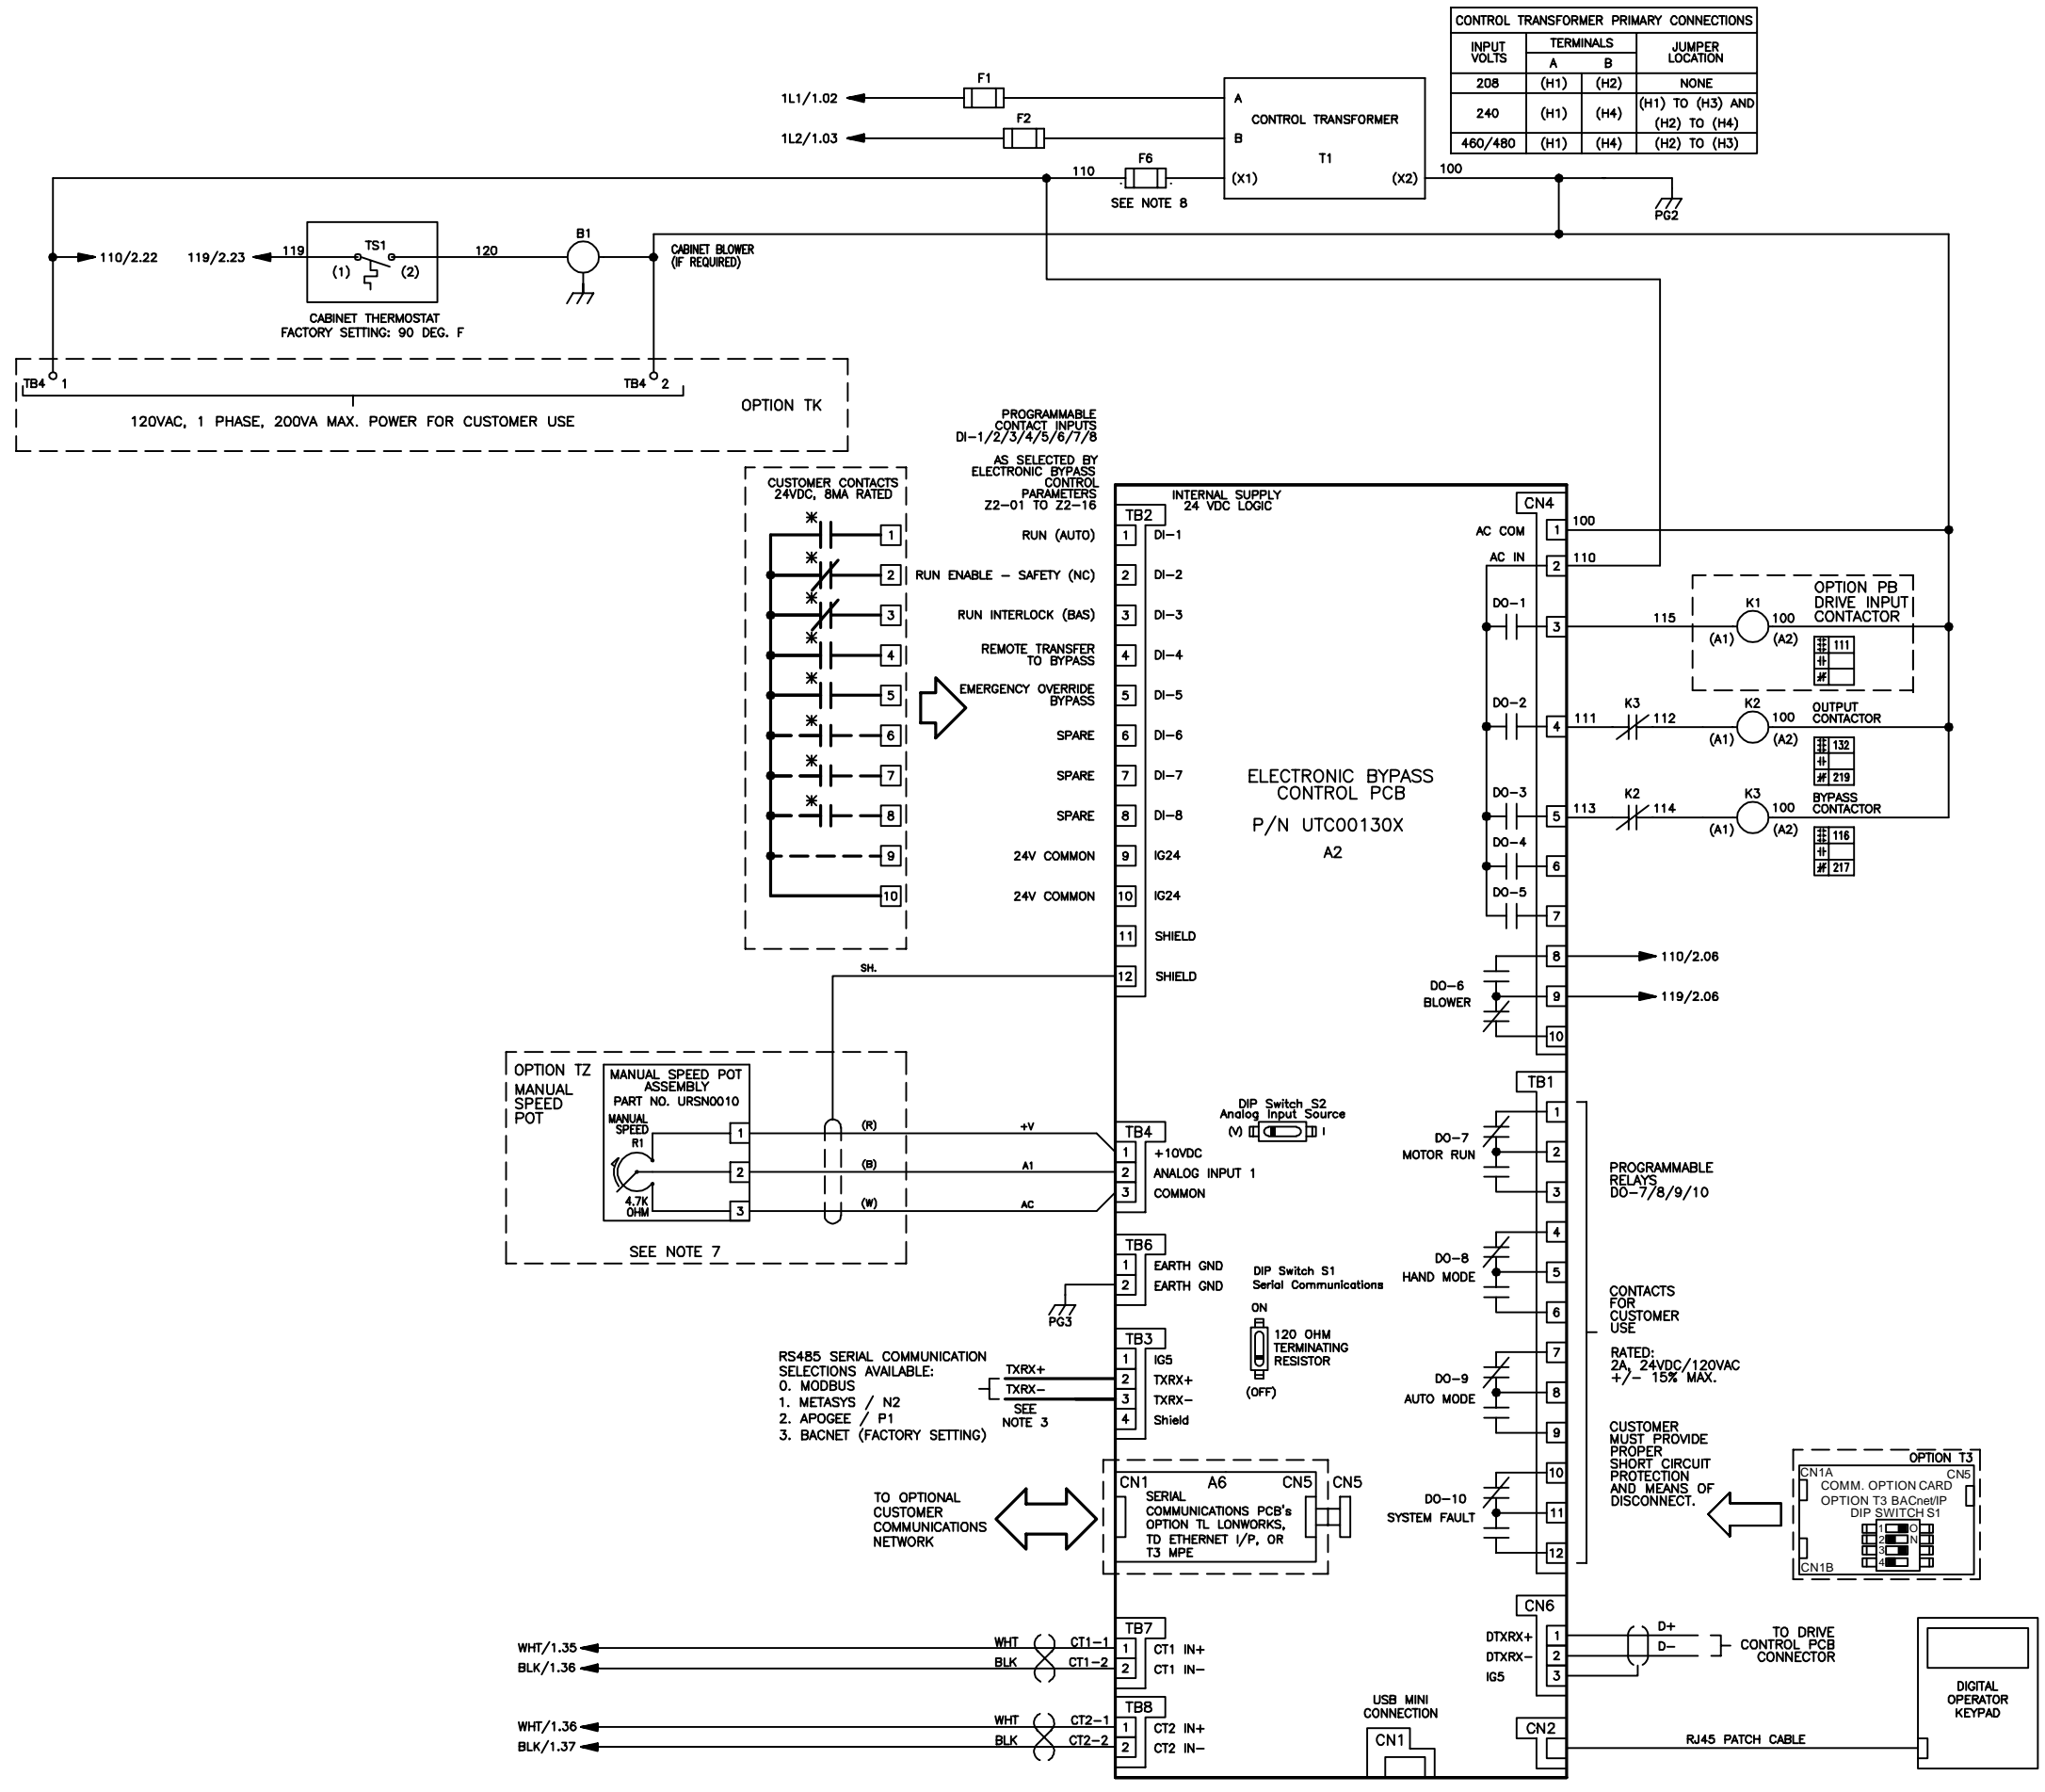 CONTROL TRANSFORMER PRIMARY CONNECTIONS
INPUT VOLTS
TERMINALS
JUMPER LOCATION
A B
208 (H1) (H2) NONE
240 (H1) (H4) (H1) TO (H3) AND (H2) TO (H4)
460/480 (H1) (H4) (H2) TO (H3)
1L1/1.02
F1
A
1L2/1.03
F2
B
CONTROL TRANSFORMER
T1
110
F6
(X1)
(X2)
100
SEE NOTE 8
PG2
110/2.22
119/2.23
119
TS1
(1) (2)
120
B1
CABINET BLOWER
(IF REQUIRED)
CABINET THERMOSTAT
FACTORY SETTING: 90 DEG. F
TB4 1
TB4 2
OPTION TK
120VAC, 1 PHASE, 200VA MAX. POWER FOR CUSTOMER USE
PROGRAMMABLE
CONTACT INPUTS
DI-1/2/3/4/5/6/7/8
AS SELECTED BY
ELECTRONIC BYPASS
CONTROL
PARAMETERS
Z2-01 TO Z2-16
CUSTOMER CONTACTS
24VDC, 8MA RATED
1
2
3
4
5
6
7
8
9
10
INTERNAL SUPPLY
24 VDC LOGIC
TB2
RUN (AUTO) 1 DI-1
RUN ENABLE - SAFETY (NC) 2 DI-2
RUN INTERLOCK (BAS) 3 DI-3
REMOTE TRANSFER
TO BYPASS 4 DI-4
EMERGENCY OVERRIDE
BYPASS 5 DI-5
SPARE 6 DI-6
SPARE 7 DI-7
SPARE 8 DI-8
24V COMMON 9 IG24
24V COMMON 10 IG24
11 SHIELD
SH. 12 SHIELD
ELECTRONIC BYPASS
CONTROL PCB
P/N UTC00130X
A2
CN4
AC COM 1 100
AC IN 2 110
DO-1 3 115
K1
(A1) 100 (A2)
OPTION PB
DRIVE INPUT
CONTACTOR
111
DO-2 4 111
K3
112
K2
(A1) 100 (A2)
OUTPUT
CONTACTOR
132
219
DO-3 5 113
K2
114
K3
(A1) 100 (A2)
BYPASS
CONTACTOR
116
217
DO-4 6
DO-5 7
8 110/2.06
DO-6
BLOWER
9 119/2.06
10
OPTION TZ
MANUAL
SPEED
POT
MANUAL SPEED POT
ASSEMBLY
PART NO. URSN0010
MANUAL
SPEED
R1
4.7K
OHM
1 (R) +V
2 (B) A1
3 (W) AC
SEE NOTE 7
TB4
1 +10VDC
2 ANALOG INPUT 1
3 COMMON
DIP Switch S2
Analog Input Source
(V) I
TB6
1 EARTH GND
2 EARTH GND
PG3
DIP Switch S1
Serial Communications
ON
120 OHM
TERMINATING
RESISTOR
(OFF)
TB3
1 IG5
TXRX+ 2 TXRX+
TXRX- 3 TXRX-
4 Shield
SEE
NOTE 3
RS485 SERIAL COMMUNICATION
SELECTIONS AVAILABLE:
0. MODBUS
1. METASYS / N2
2. APOGEE / P1
3. BACNET (FACTORY SETTING)
TB1
1
DO-7
MOTOR RUN
2
3
4
DO-8
HAND MODE
5
6
7
DO-9
AUTO MODE
8
9
10
DO-10
SYSTEM FAULT
11
12
PROGRAMMABLE
RELAYS
DO-7/8/9/10
CONTACTS
FOR
CUSTOMER
USE
RATED:
2A, 24VDC/120VAC
+/- 15% MAX.
CUSTOMER
MUST PROVIDE
PROPER
SHORT CIRCUIT
PROTECTION
AND MEANS OF
DISCONNECT.
OPTION T3
CN1A CN5
COMM. OPTION CARD
OPTION T3 BACnet/IP
DIP SWITCH S1
1 O
2 N
3
4
CN1B
TO OPTIONAL
CUSTOMER
COMMUNICATIONS
NETWORK
CN1 A6 CN5 CN5
SERIAL
COMMUNICATIONS PCB's
OPTION TL LONWORKS,
TD ETHERNET I/P, OR
T3 MPE
TB7
WHT/1.35 WHT CT1-1 1 CT1 IN+
BLK/1.36 BLK CT1-2 2 CT1 IN-
TB8
WHT/1.36 WHT CT2-1 1 CT2 IN+
BLK/1.37 BLK CT2-2 2 CT2 IN-
USB MINI
CONNECTION
CN1
CN6
DTXRX+ 1 D+
DTXRX- 2 D-
IG5 3
TO DRIVE
CONTROL PCB
CONNECTOR
CN2
RJ45 PATCH CABLE
DIGITAL
OPERATOR
KEYPAD